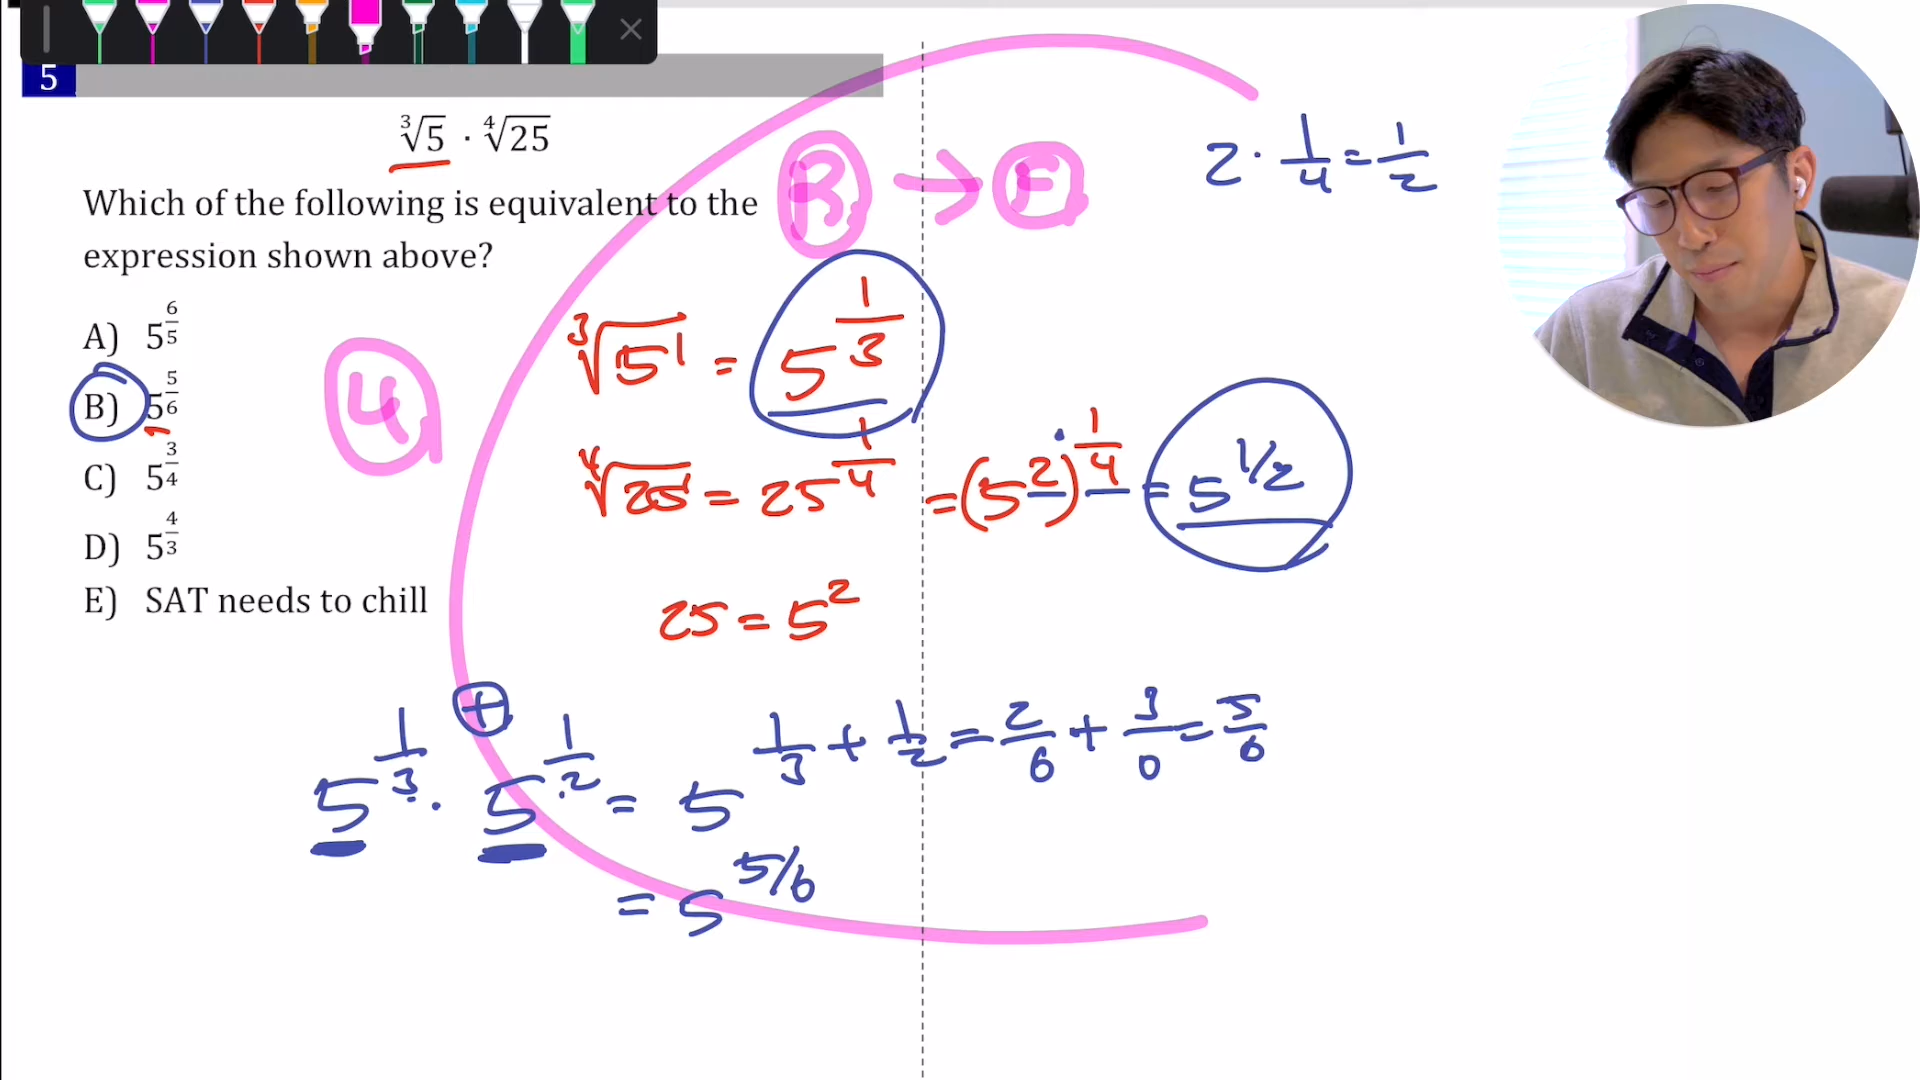 5
∛5 · ∜25
Which of the following is equivalent to the
expression shown above?
A) 5^(6/5)
B) 5^(5/6)
C) 5^(3/4)
D) 5^(4/3)
E) SAT needs to chill
4
R → E
2 · 1/4 = 1/2
∛5¹ = 5^(1/3)
∜25¹ = 25^(1/4) = (5²)^(·1/4) = 5^(1/2)
25 = 5²
+
5^(1/3) · 5^(1/2) = 5^(1/3 + 1/2 = 2/6 + 3/6 = 5/6)
= 5^(5/6)